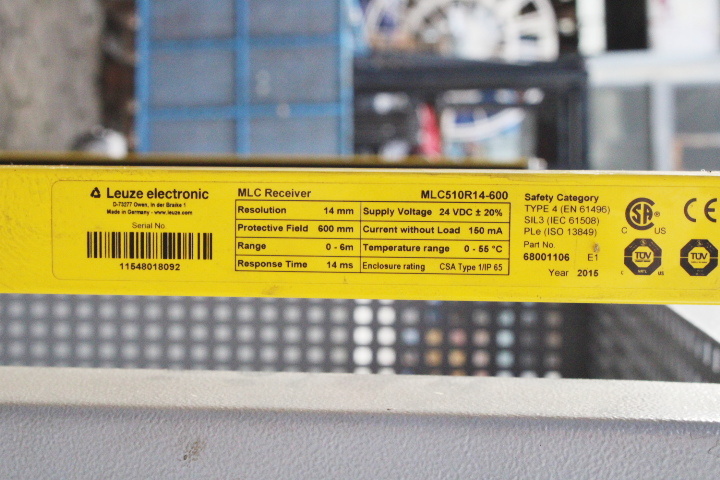 Leuze electronic
D-73277 Owen, In der Braike 1
Made in Germany - www.leuze.com
Serial No.
11548018092
MLC Receiver MLC510R14-600
Resolution 14 mm Supply Voltage 24 VDC ± 20%
Protective Field 600 mm Current without Load 150 mA
Range 0 - 6m Temperature range 0 - 55 °C
Response Time 14 ms Enclosure rating CSA Type 1/IP 65
Safety Category
TYPE 4 (EN 61496)
SIL3 (IEC 61508)
PLe (ISO 13849)
Part No.
68001106 E1
Year 2015
CSA
C US
CE
TÜV
C US
TÜV